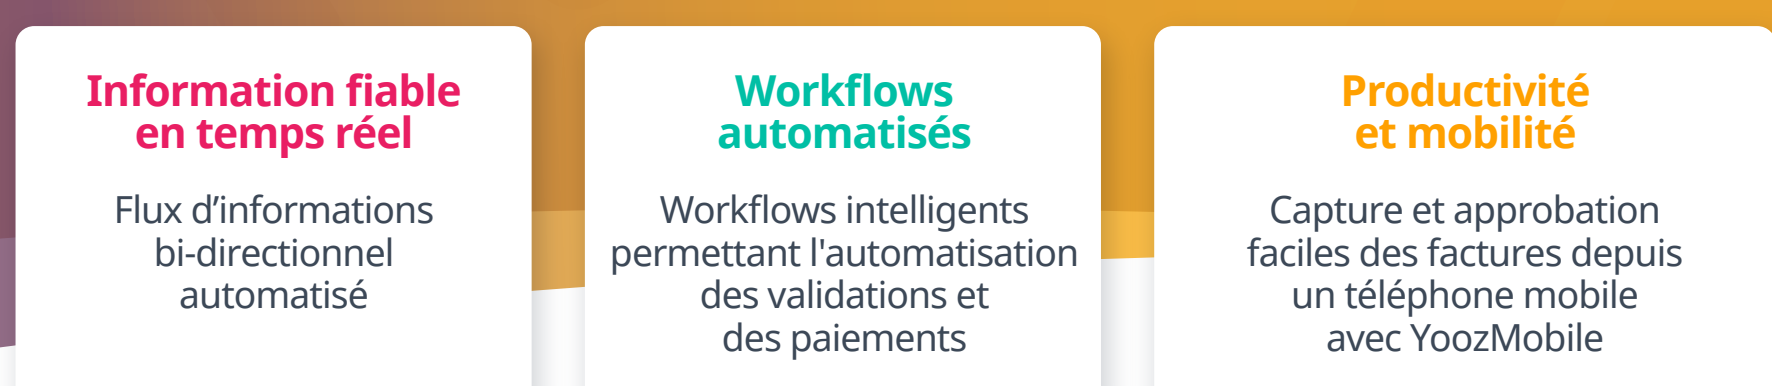 Information fiable
en temps réel
Flux d’informations
bi-directionnel
automatisé
Workflows
automatisés
Workflows intelligents
permettant l'automatisation
des validations et
des paiements
Productivité
et mobilité
Capture et approbation
faciles des factures depuis
un téléphone mobile
avec YoozMobile